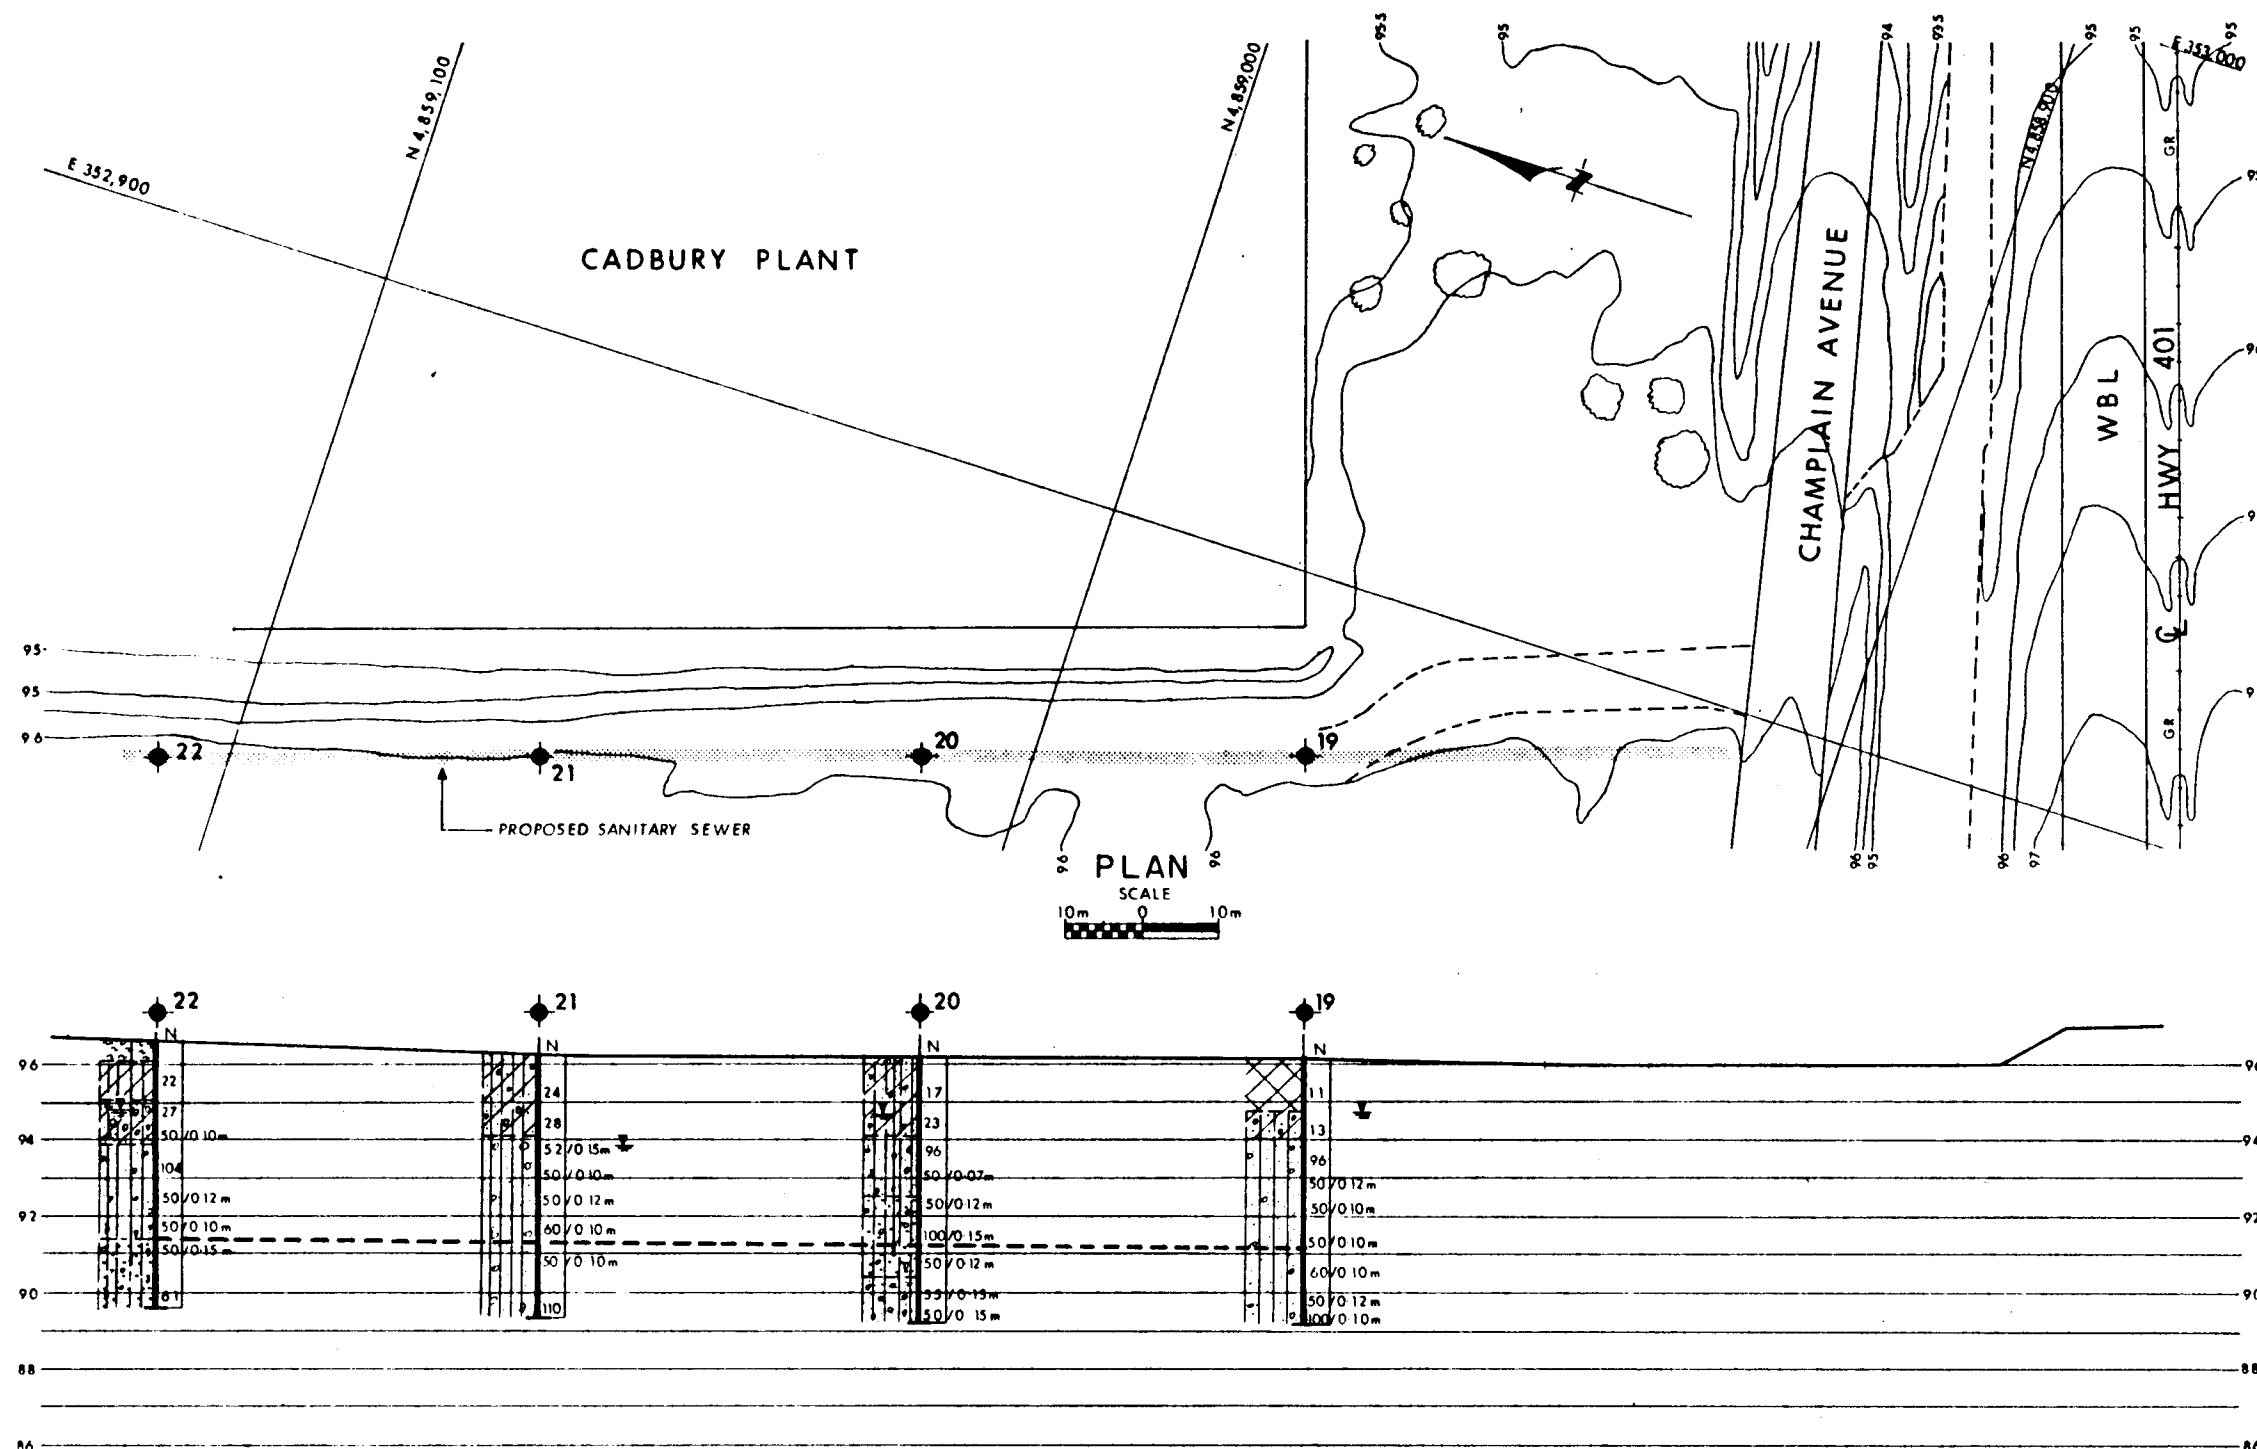 95.5
95
94
93.5
95
95
95
E 353,000
N 4,859,100
N 4,859,000
N 4,858,900
E 352,900
CADBURY PLANT
CHAMPLAIN AVENUE
WBL
HWY 401
GR
GR
95
95
96
22
21
20
19
PROPOSED SANITARY SEWER
96
96
96
95
96
97
PLAN
SCALE
10m 0 10m
22
21
20
19
N
N
N
N
96
94
92
90
88
86
22
27
50/0.10m
104
50/0.12m
50/0.10m
50/0.15m
81
24
28
52/0.15m
50/0.10m
50/0.12m
60/0.10m
50/0.10m
110
17
23
96
50/0.07m
50/0.12m
100/0.15m
50/0.12m
50/0.15m
11
13
96
50/0.12m
50/0.10m
50/0.10m
60/0.10m
50/0.12m
100/0.10m
88